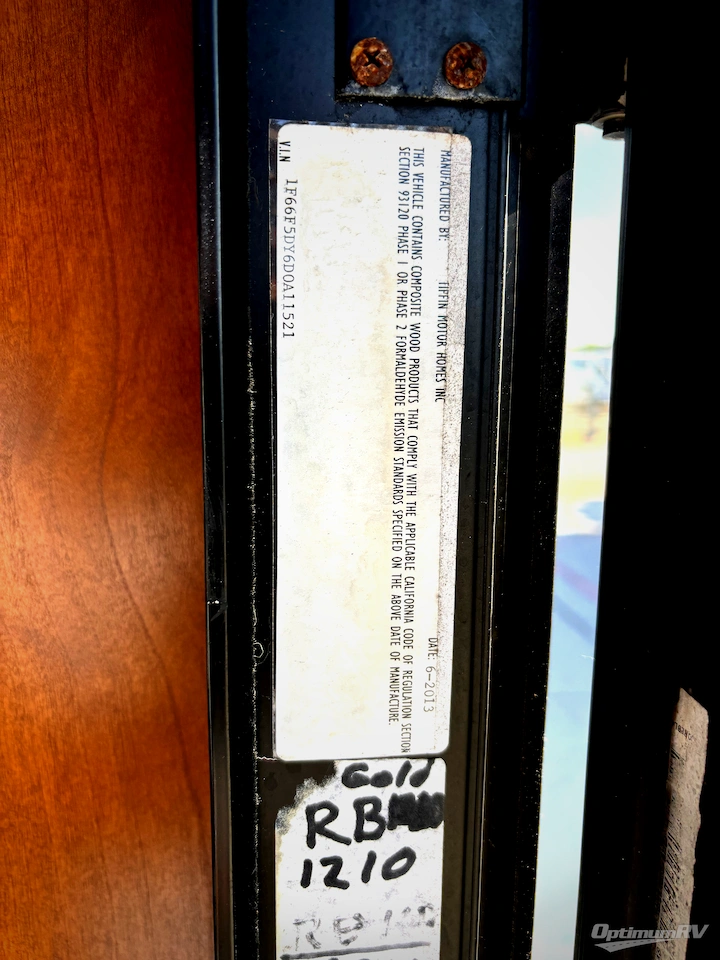 MANUFACTURED BY: TIFFIN MOTOR HOMES INC DATE: 6-2013
THIS VEHICLE CONTAINS COMPOSITE WOOD PRODUCTS THAT COMPLY WITH THE APPLICABLE CALIFORNIA CODE OF REGULATION SECTION
SECTION 93120 PHASE 1 OR PHASE 2 FORMALDEHYDE EMISSION STANDARDS SPECIFIED ON THE ABOVE DATE OF MANUFACTURE
V.I.N 1F66F5DY6D0A11521
Gold
RB
1210
OptimumRV